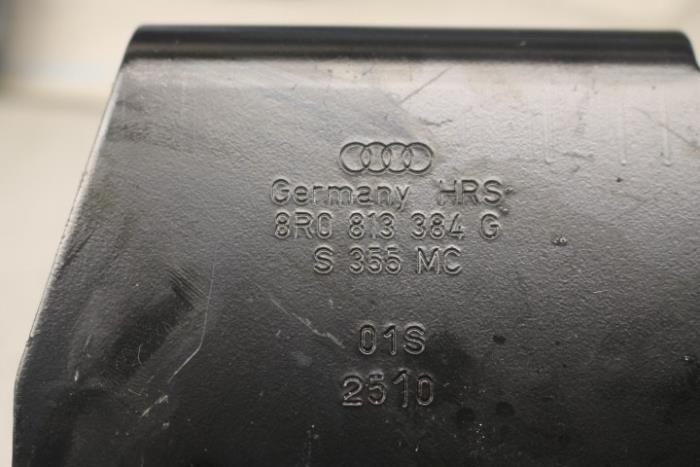 Germany HRS
8R0 813 384 G
S 355 MC
01S
2510